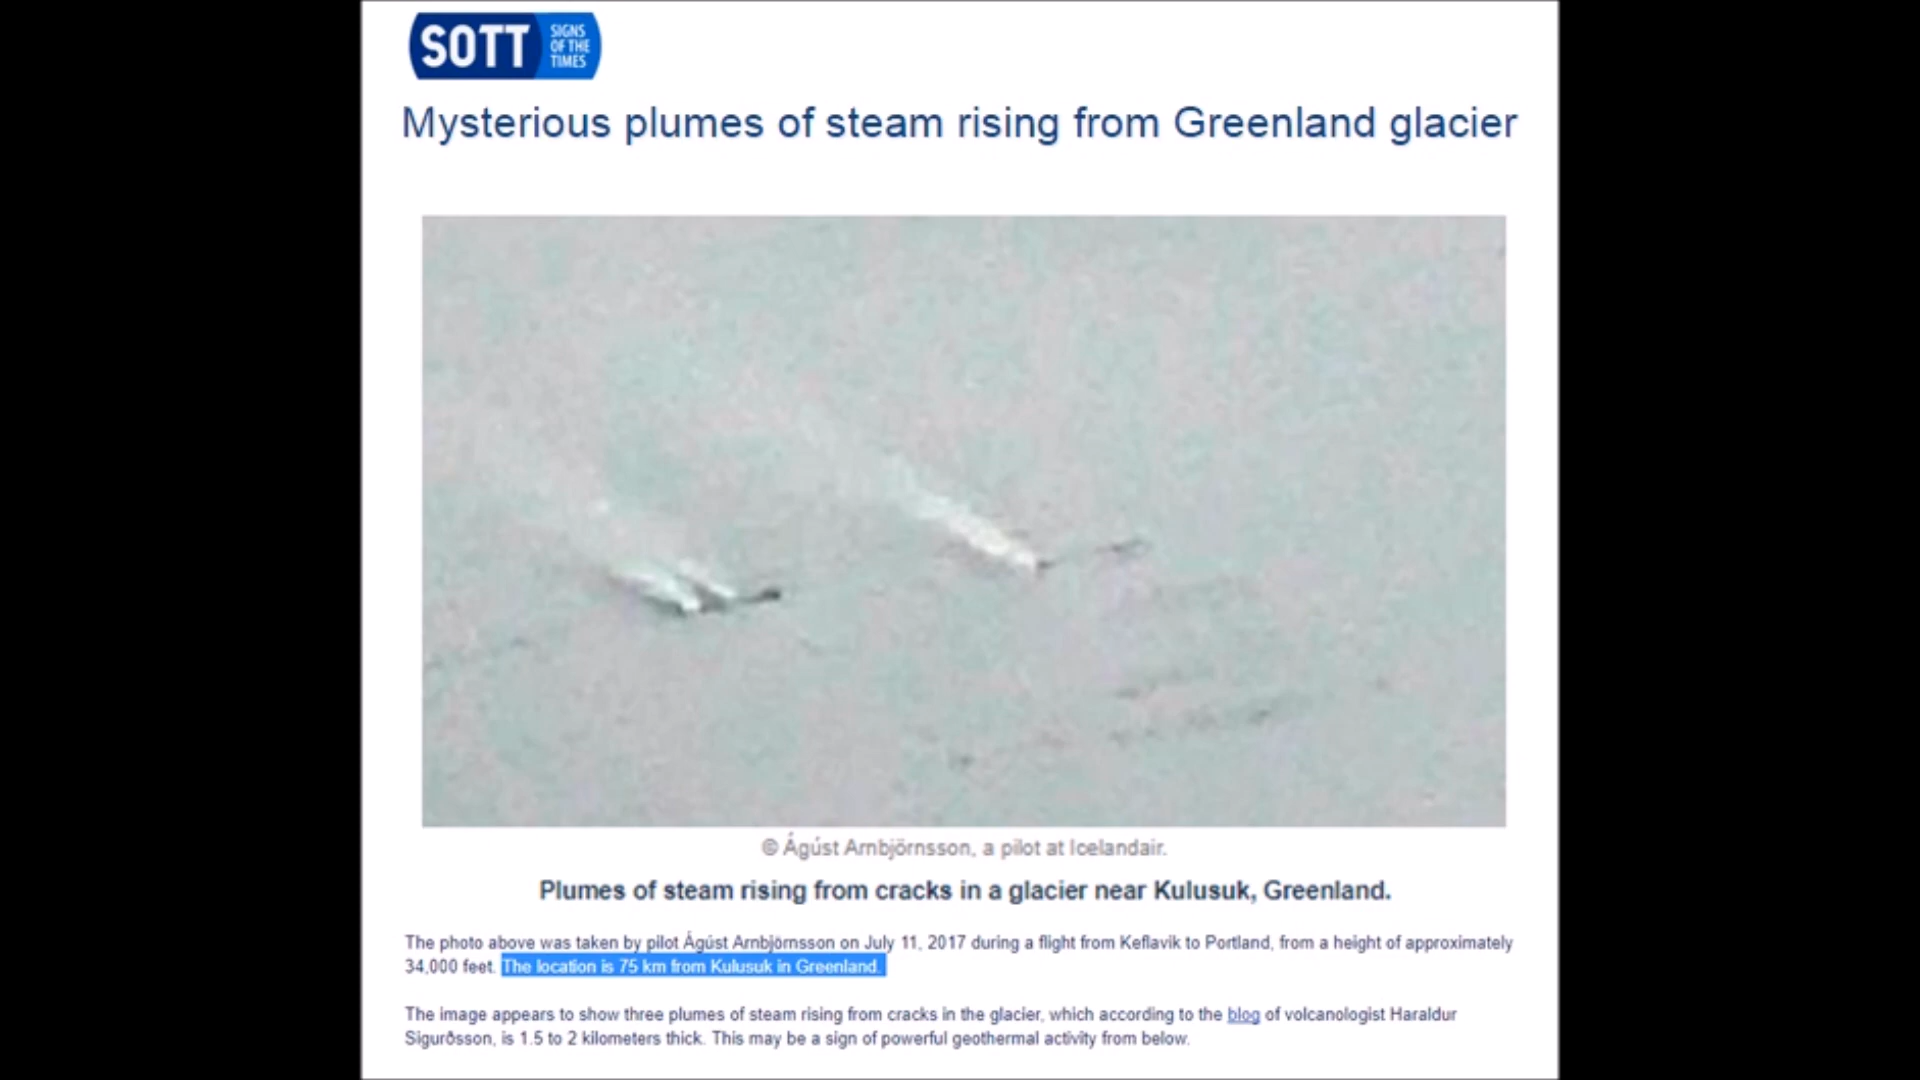 SOTT SIGNS
OF THE
TIMES
Mysterious plumes of steam rising from Greenland glacier
© Ágúst Arnbjörnsson, a pilot at Icelandair.
Plumes of steam rising from cracks in a glacier near Kulusuk, Greenland.
The photo above was taken by pilot Ágúst Arnbjörnsson on July 11, 2017 during a flight from Keflavik to Portland, from a height of approximately
34,000 feet. The location is 75 km from Kulusuk in Greenland.
The image appears to show three plumes of steam rising from cracks in the glacier, which according to the blog of volcanologist Haraldur
Sigurðsson, is 1.5 to 2 kilometers thick. This may be a sign of powerful geothermal activity from below.